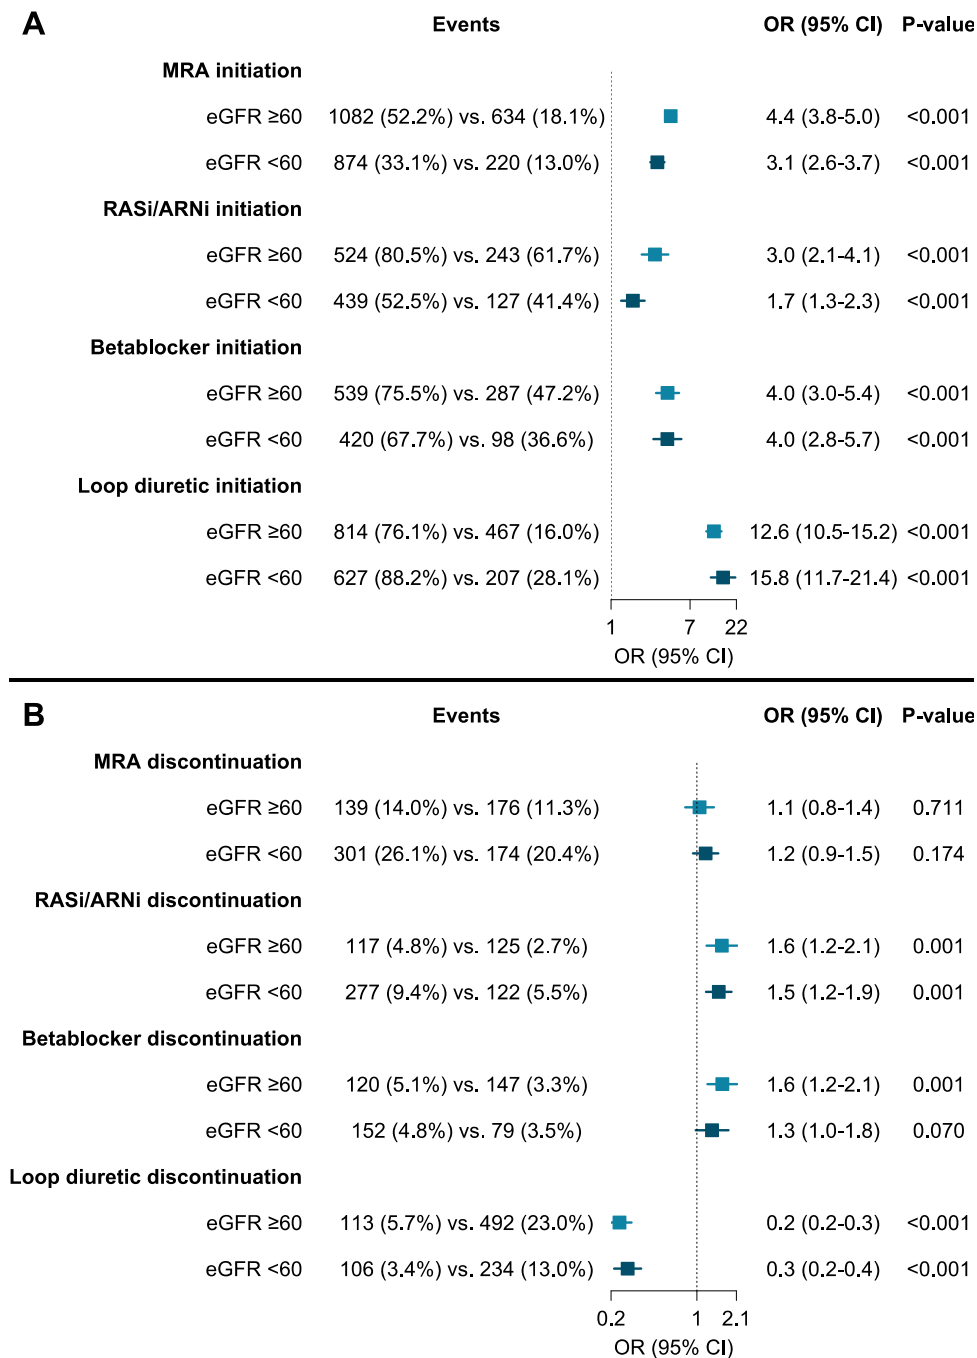 A Events OR (95% CI) P-value
MRA initiation
eGFR ≥60 1082 (52.2%) vs. 634 (18.1%) 4.4 (3.8-5.0) <0.001
eGFR <60 874 (33.1%) vs. 220 (13.0%) 3.1 (2.6-3.7) <0.001
RASi/ARNi initiation
eGFR ≥60 524 (80.5%) vs. 243 (61.7%) 3.0 (2.1-4.1) <0.001
eGFR <60 439 (52.5%) vs. 127 (41.4%) 1.7 (1.3-2.3) <0.001
Betablocker initiation
eGFR ≥60 539 (75.5%) vs. 287 (47.2%) 4.0 (3.0-5.4) <0.001
eGFR <60 420 (67.7%) vs. 98 (36.6%) 4.0 (2.8-5.7) <0.001
Loop diuretic initiation
eGFR ≥60 814 (76.1%) vs. 467 (16.0%) 12.6 (10.5-15.2) <0.001
eGFR <60 627 (88.2%) vs. 207 (28.1%) 15.8 (11.7-21.4) <0.001
1 7 22
OR (95% CI)
B Events OR (95% CI) P-value
MRA discontinuation
eGFR ≥60 139 (14.0%) vs. 176 (11.3%) 1.1 (0.8-1.4) 0.711
eGFR <60 301 (26.1%) vs. 174 (20.4%) 1.2 (0.9-1.5) 0.174
RASi/ARNi discontinuation
eGFR ≥60 117 (4.8%) vs. 125 (2.7%) 1.6 (1.2-2.1) 0.001
eGFR <60 277 (9.4%) vs. 122 (5.5%) 1.5 (1.2-1.9) 0.001
Betablocker discontinuation
eGFR ≥60 120 (5.1%) vs. 147 (3.3%) 1.6 (1.2-2.1) 0.001
eGFR <60 152 (4.8%) vs. 79 (3.5%) 1.3 (1.0-1.8) 0.070
Loop diuretic discontinuation
eGFR ≥60 113 (5.7%) vs. 492 (23.0%) 0.2 (0.2-0.3) <0.001
eGFR <60 106 (3.4%) vs. 234 (13.0%) 0.3 (0.2-0.4) <0.001
0.2 1 2.1
OR (95% CI)